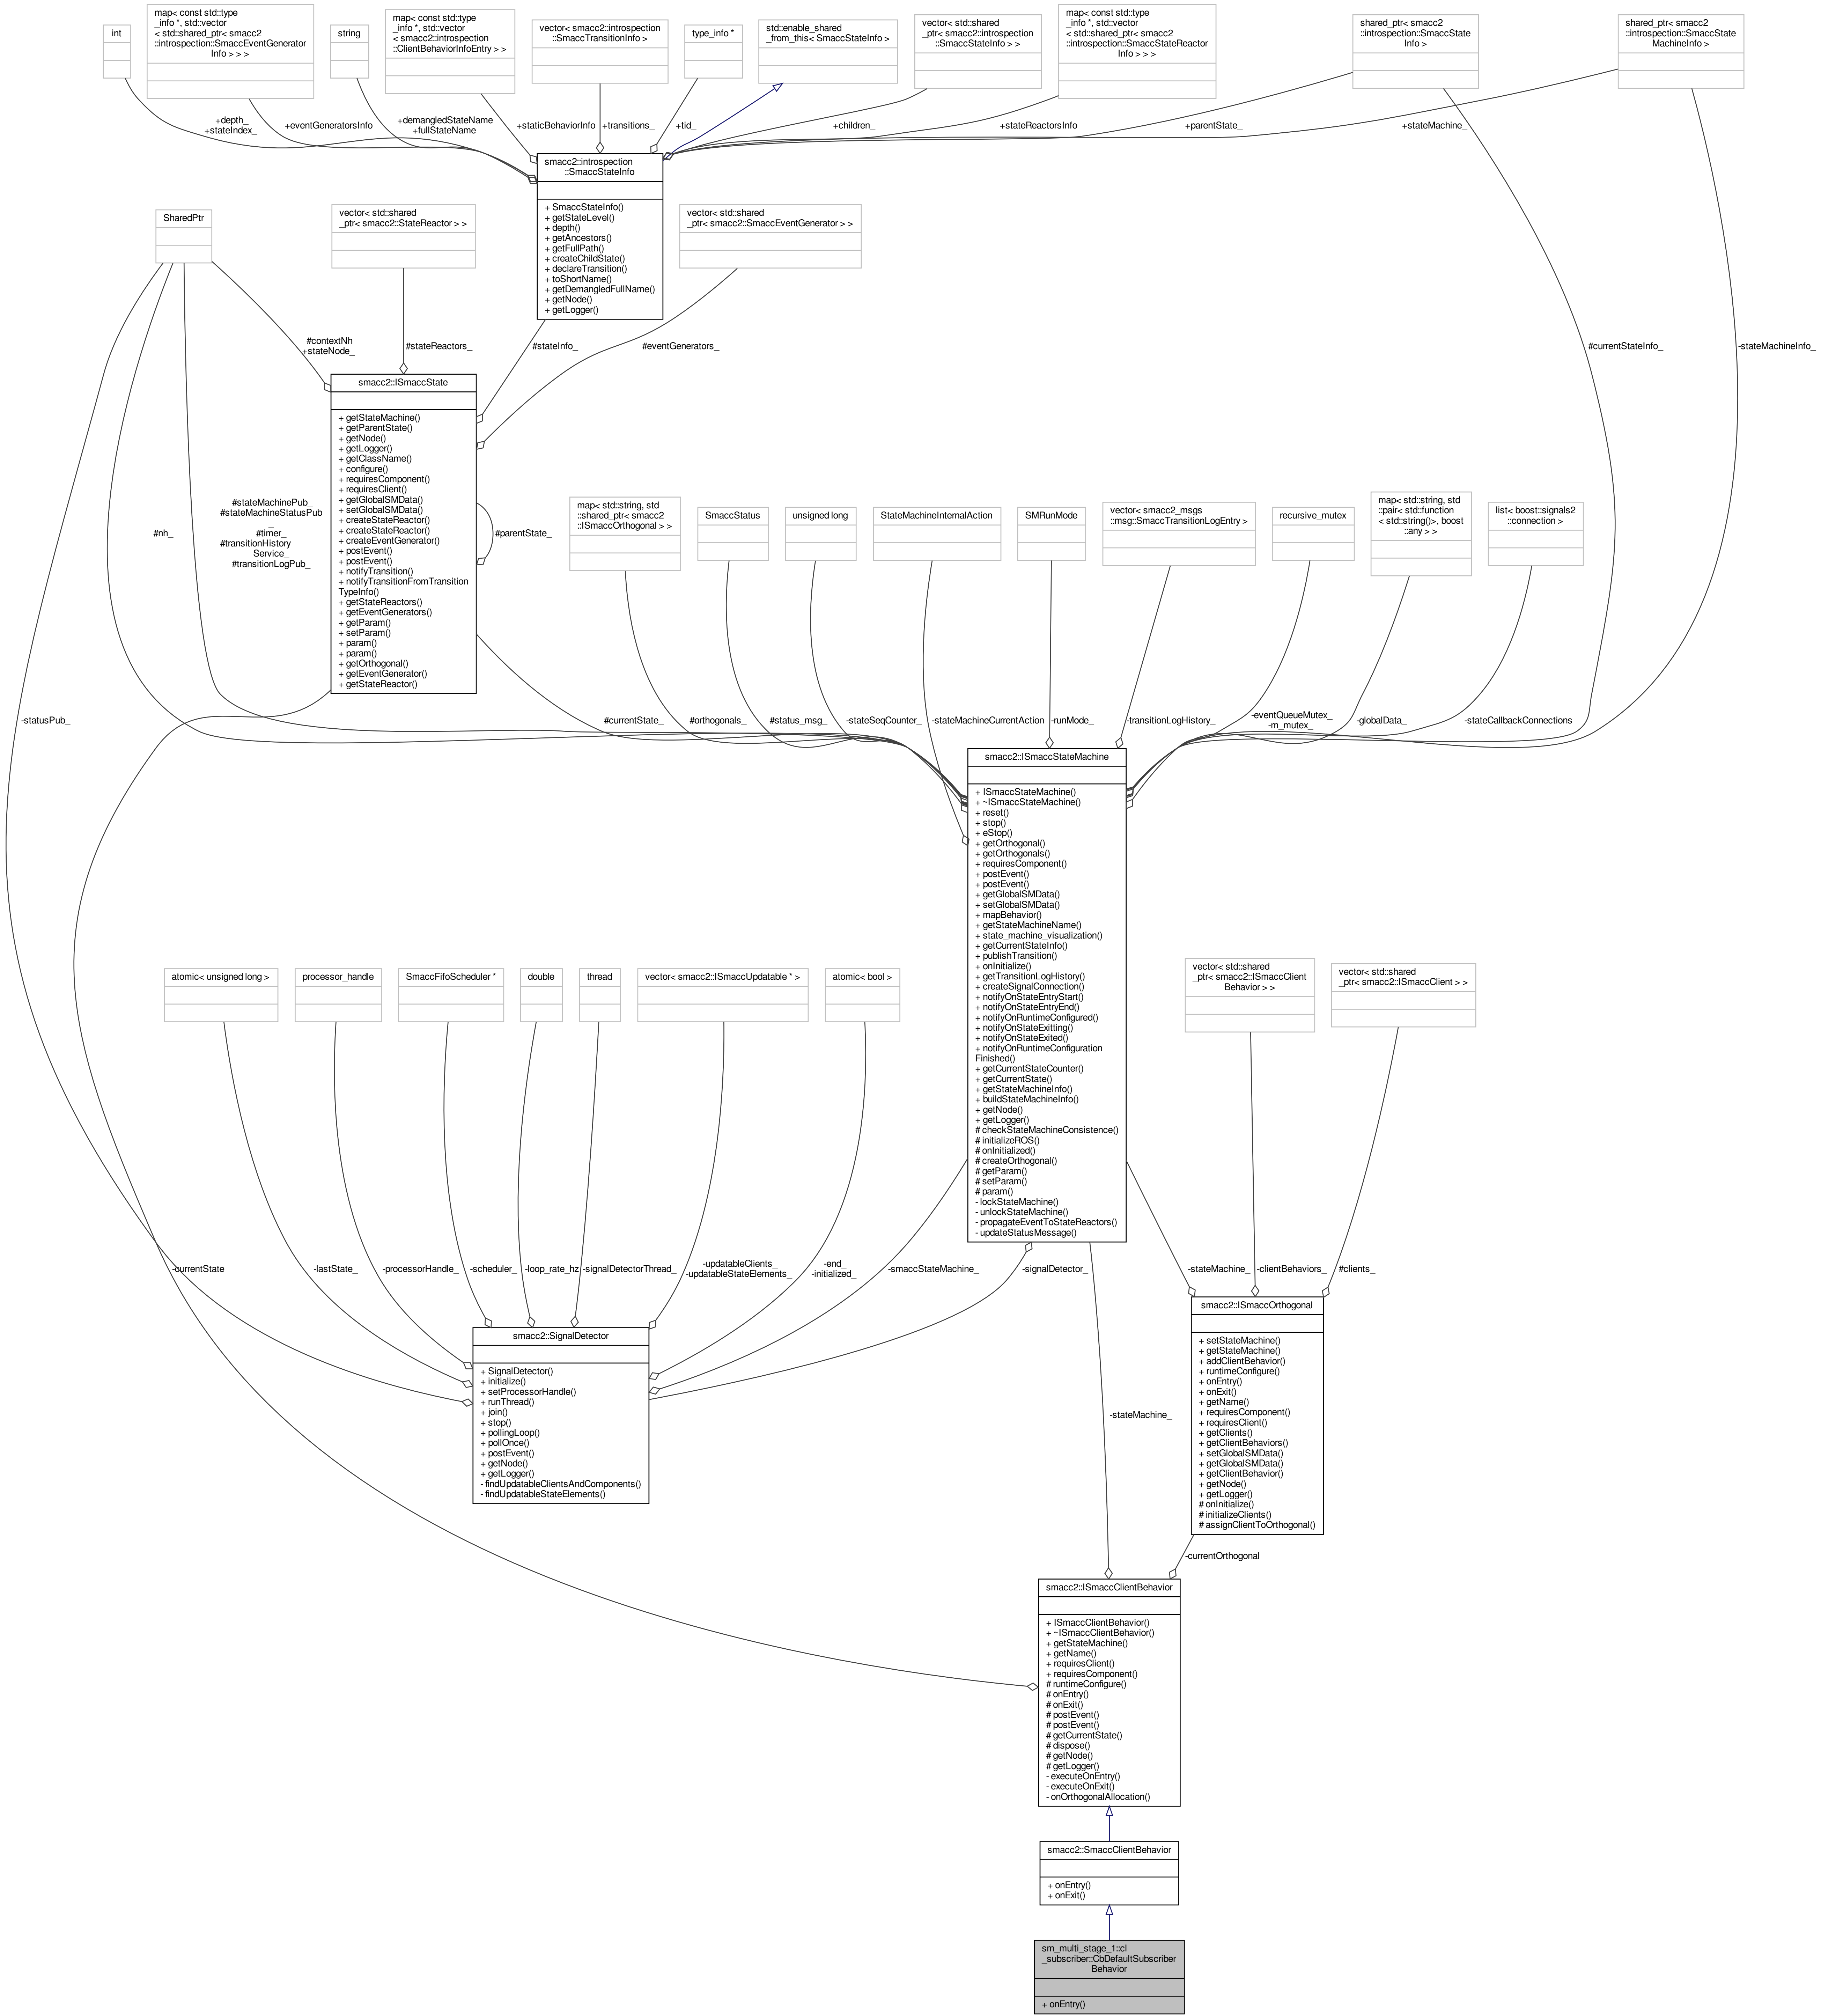 int
map< const std::type
_info *, std::vector
< std::shared_ptr< smacc2
::introspection::SmaccEventGenerator
Info > > >
string
map< const std::type
_info *, std::vector
< smacc2::introspection
::ClientBehaviorInfoEntry > >
vector< smacc2::introspection
::SmaccTransitionInfo >
type_info *
std::enable_shared
_from_this< SmaccStateInfo >
vector< std::shared
_ptr< smacc2::introspection
::SmaccStateInfo > >
map< const std::type
_info *, std::vector
< std::shared_ptr< smacc2
::introspection::SmaccStateReactor
Info > > >
shared_ptr< smacc2
::introspection::SmaccState
Info >
shared_ptr< smacc2
::introspection::SmaccState
MachineInfo >
+depth_
+stateIndex_
+eventGeneratorsInfo
+demangledStateName
+fullStateName
+staticBehaviorInfo
+transitions_
+tid_
+children_
+stateReactorsInfo
+parentState_
+stateMachine_
smacc2::introspection
::SmaccStateInfo
+ SmaccStateInfo()
+ getStateLevel()
+ depth()
+ getAncestors()
+ getFullPath()
+ createChildState()
+ declareTransition()
+ toShortName()
+ getDemangledFullName()
+ getNode()
+ getLogger()
SharedPtr
vector< std::shared
_ptr< smacc2::StateReactor > >
vector< std::shared
_ptr< smacc2::SmaccEventGenerator > >
#contextNh
+stateNode_
#stateReactors_
#stateInfo_
#eventGenerators_
#currentStateInfo_
-stateMachineInfo_
smacc2::ISmaccState
+ getStateMachine()
+ getParentState()
+ getNode()
+ getLogger()
+ getClassName()
+ configure()
+ requiresComponent()
+ requiresClient()
+ getGlobalSMData()
+ setGlobalSMData()
+ createStateReactor()
+ createStateReactor()
+ createEventGenerator()
+ postEvent()
+ postEvent()
+ notifyTransition()
+ notifyTransitionFromTransition
TypeInfo()
+ getStateReactors()
+ getEventGenerators()
+ getParam()
+ setParam()
+ param()
+ param()
+ getOrthogonal()
+ getEventGenerator()
+ getStateReactor()
#parentState_
#nh_
#stateMachinePub_
#stateMachineStatusPub
_
#timer_
#transitionHistory
Service_
#transitionLogPub_
map< std::string, std
::shared_ptr< smacc2
::ISmaccOrthogonal > >
SmaccStatus
unsigned long
StateMachineInternalAction
SMRunMode
vector< smacc2_msgs
::msg::SmaccTransitionLogEntry >
recursive_mutex
map< std::string, std
::pair< std::function
< std::string()>, boost
::any > >
list< boost::signals2
::connection >
-statusPub_
#currentState_
#orthogonals_
#status_msg_
-stateSeqCounter_
-stateMachineCurrentAction
-runMode_
-transitionLogHistory_
-eventQueueMutex_
-m_mutex_
-globalData_
-stateCallbackConnections
smacc2::ISmaccStateMachine
+ ISmaccStateMachine()
+ ~ISmaccStateMachine()
+ reset()
+ stop()
+ eStop()
+ getOrthogonal()
+ getOrthogonals()
+ requiresComponent()
+ postEvent()
+ postEvent()
+ getGlobalSMData()
+ setGlobalSMData()
+ mapBehavior()
+ getStateMachineName()
+ state_machine_visualization()
+ getCurrentStateInfo()
+ publishTransition()
+ onInitialize()
+ getTransitionLogHistory()
+ createSignalConnection()
+ notifyOnStateEntryStart()
+ notifyOnStateEntryEnd()
+ notifyOnRuntimeConfigured()
+ notifyOnStateExitting()
+ notifyOnStateExited()
+ notifyOnRuntimeConfiguration
Finished()
+ getCurrentStateCounter()
+ getCurrentState()
+ getStateMachineInfo()
+ buildStateMachineInfo()
+ getNode()
+ getLogger()
# checkStateMachineConsistence()
# initializeROS()
# onInitialized()
# createOrthogonal()
# getParam()
# setParam()
# param()
- lockStateMachine()
- unlockStateMachine()
- propagateEventToStateReactors()
- updateStatusMessage()
atomic< unsigned long >
processor_handle
SmaccFifoScheduler *
double
thread
vector< smacc2::ISmaccUpdatable * >
atomic< bool >
vector< std::shared
_ptr< smacc2::ISmaccClient
Behavior > >
vector< std::shared
_ptr< smacc2::ISmaccClient > >
-currentState
-lastState_
-processorHandle_
-scheduler_
-loop_rate_hz
-signalDetectorThread_
-updatableClients_
-updatableStateElements_
-end_
-initialized_
-smaccStateMachine_
-signalDetector_
-stateMachine_
-clientBehaviors_
#clients_
smacc2::SignalDetector
+ SignalDetector()
+ initialize()
+ setProcessorHandle()
+ runThread()
+ join()
+ stop()
+ pollingLoop()
+ pollOnce()
+ postEvent()
+ getNode()
+ getLogger()
- findUpdatableClientsAndComponents()
- findUpdatableStateElements()
smacc2::ISmaccOrthogonal
+ setStateMachine()
+ getStateMachine()
+ addClientBehavior()
+ runtimeConfigure()
+ onEntry()
+ onExit()
+ getName()
+ requiresComponent()
+ requiresClient()
+ getClients()
+ getClientBehaviors()
+ setGlobalSMData()
+ getGlobalSMData()
+ getClientBehavior()
+ getNode()
+ getLogger()
# onInitialize()
# initializeClients()
# assignClientToOrthogonal()
-stateMachine_
-currentOrthogonal
smacc2::ISmaccClientBehavior
+ ISmaccClientBehavior()
+ ~ISmaccClientBehavior()
+ getStateMachine()
+ getName()
+ requiresClient()
+ requiresComponent()
# runtimeConfigure()
# onEntry()
# onExit()
# postEvent()
# postEvent()
# getCurrentState()
# dispose()
# getNode()
# getLogger()
- executeOnEntry()
- executeOnExit()
- onOrthogonalAllocation()
smacc2::SmaccClientBehavior
+ onEntry()
+ onExit()
sm_multi_stage_1::cl
_subscriber::CbDefaultSubscriber
Behavior
+ onEntry()